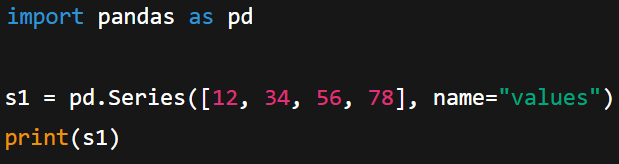 import pandas as pd
s1 = pd.Series([12, 34, 56, 78], name="values")
print(s1)